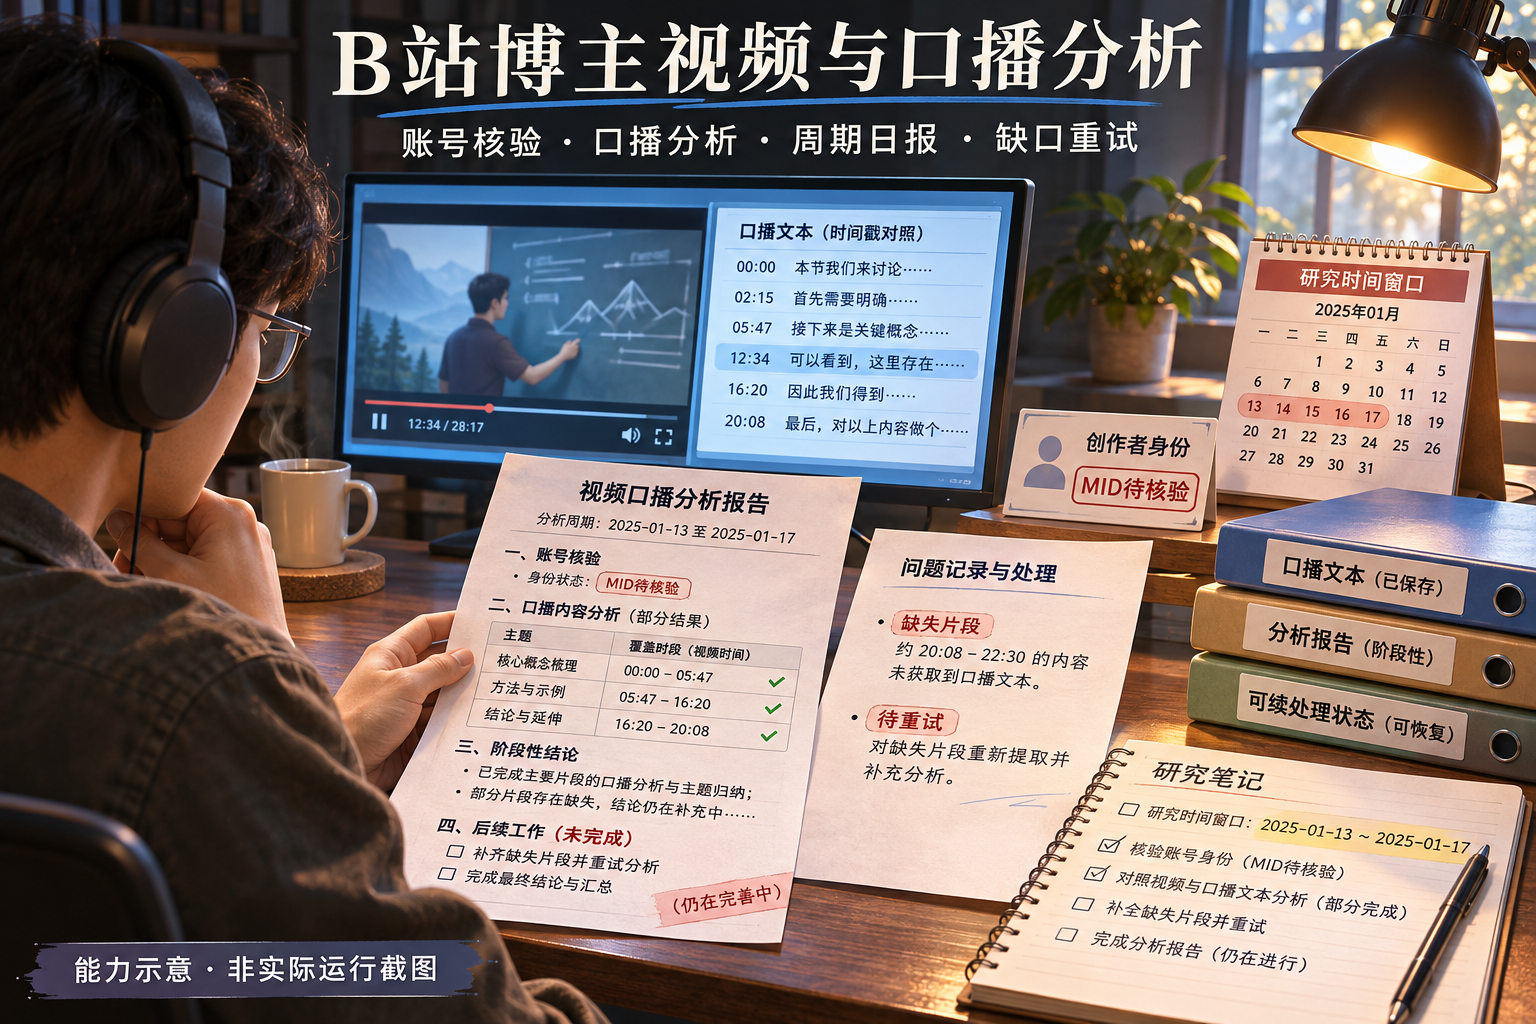 B站博主视频与口播分析
账号核验 · 口播分析 · 周期日报 · 缺口重试
口播文本（时间戳对照）
00:00 本节我们来讨论……
02:15 首先需要明确……
05:47 接下来是关键概念……
12:34 可以看到，这里存在……
16:20 因此我们得到……
20:08 最后，对以上内容做个……
12:34 / 28:17
研究时间窗口
2025年01月
一 二 三 四 五 六 日
1 2 3 4 5
6 7 8 9 10 11 12
13 14 15 16 17 18 19
20 21 22 23 24 25 26
27 28 29 30 31
创作者身份
MID待核验
视频口播分析报告
分析周期：2025-01-13 至 2025-01-17
一、账号核验
• 身份状态：MID待核验
二、口播内容分析（部分结果）
主题 覆盖时段（视频时间）
核心概念梳理 00:00 – 05:47 ✓
方法与示例 05:47 – 16:20 ✓
结论与延伸 16:20 – 20:08 ✓
三、阶段性结论
• 已完成主要片段的口播分析与主题归纳；
• 部分片段存在缺失，结论仍在补充中……
四、后续工作（未完成）
补齐缺失片段并重试分析
完成最终结论与汇总
（仍在完善中）
问题记录与处理
• 缺失片段
约 20:08 – 22:30 的内容
未获取到口播文本。
• 待重试
对缺失片段重新提取并
补充分析。
口播文本（已保存）
分析报告（阶段性）
可续处理状态（可恢复）
研究笔记
研究时间窗口：2025-01-13 ~ 2025-01-17
核验账号身份（MID待核验）
对照视频与口播文本分析（部分完成）
补全缺失片段并重试
完成分析报告（仍在进行）
能力示意 · 非实际运行截图